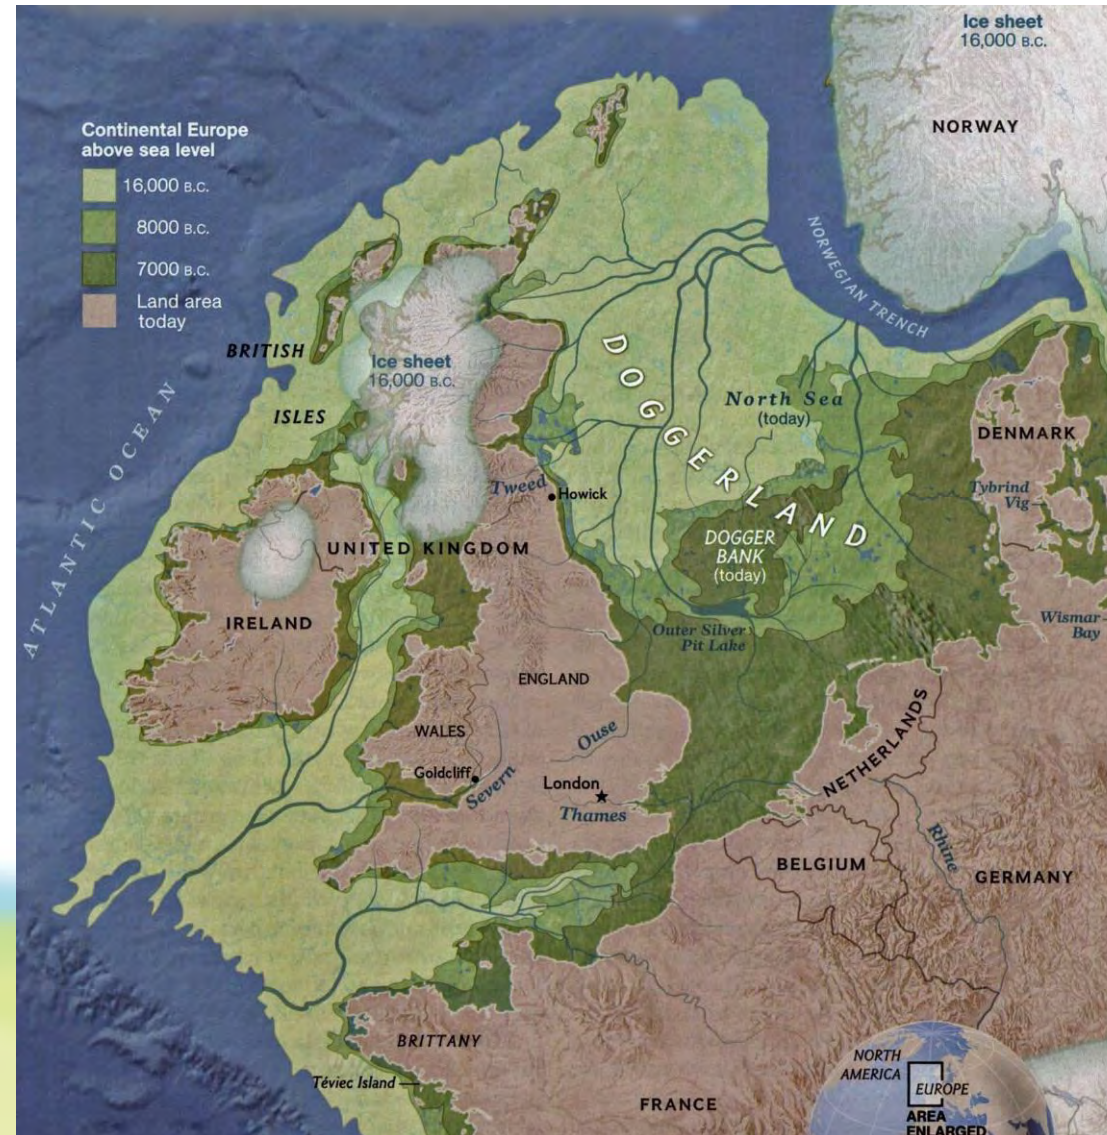 Ice sheet
16,000 B.C.
NORWAY
Continental Europe
above sea level
16,000 B.C.
8000 B.C.
7000 B.C.
Land area
today
NORWEGIAN TRENCH
BRITISH
ISLES
Ice sheet
16,000 B.C.
ATLANTIC OCEAN
DOGGERLAND
North Sea
(today)
DENMARK
Tybrind
Vig
Tweed
Howick
DOGGER
BANK
(today)
UNITED KINGDOM
IRELAND
Outer Silver
Pit Lake
Wismar
Bay
ENGLAND
WALES
Ouse
NETHERLANDS
Goldcliff
Severn
London
Thames
Rhine
BELGIUM
GERMANY
BRITTANY
Téviec Island
FRANCE
NORTH
AMERICA
EUROPE
AREA
ENLARGED